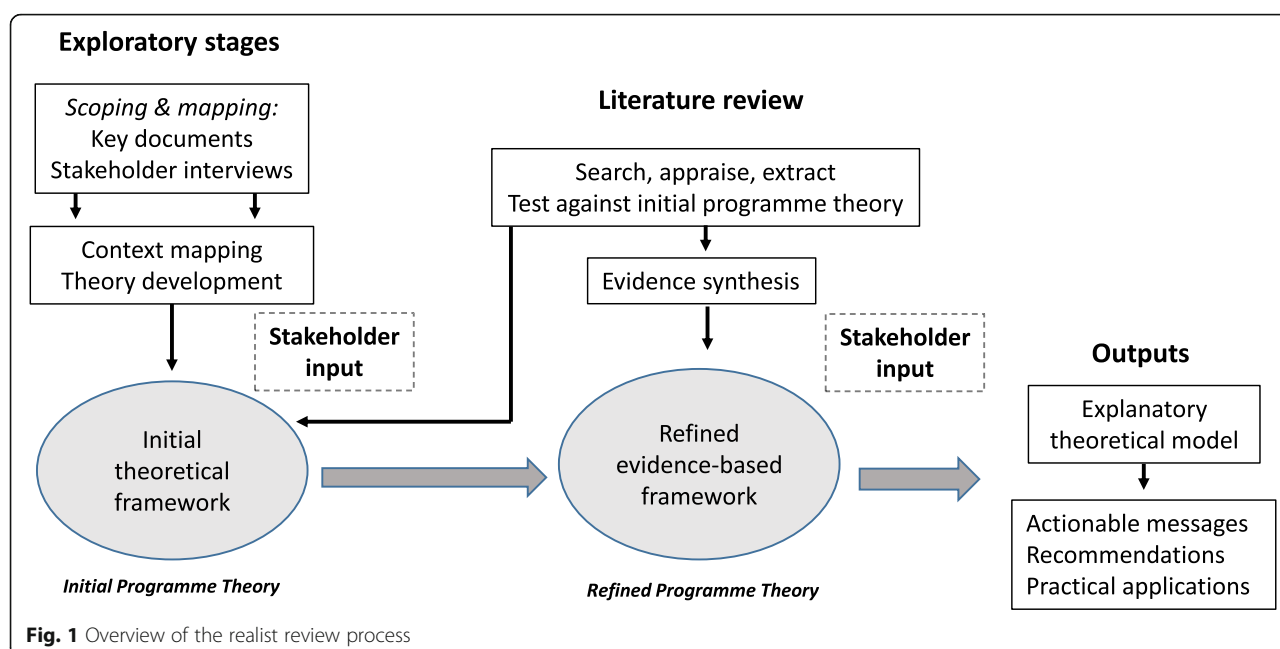 Exploratory stages
Scoping & mapping:
Key documents
Stakeholder interviews
Context mapping
Theory development
Stakeholder
input
Initial
theoretical
framework
Initial Programme Theory
Literature review
Search, appraise, extract
Test against initial programme theory
Evidence synthesis
Stakeholder
input
Refined
evidence-based
framework
Refined Programme Theory
Outputs
Explanatory
theoretical model
Actionable messages
Recommendations
Practical applications
Fig. 1 Overview of the realist review process